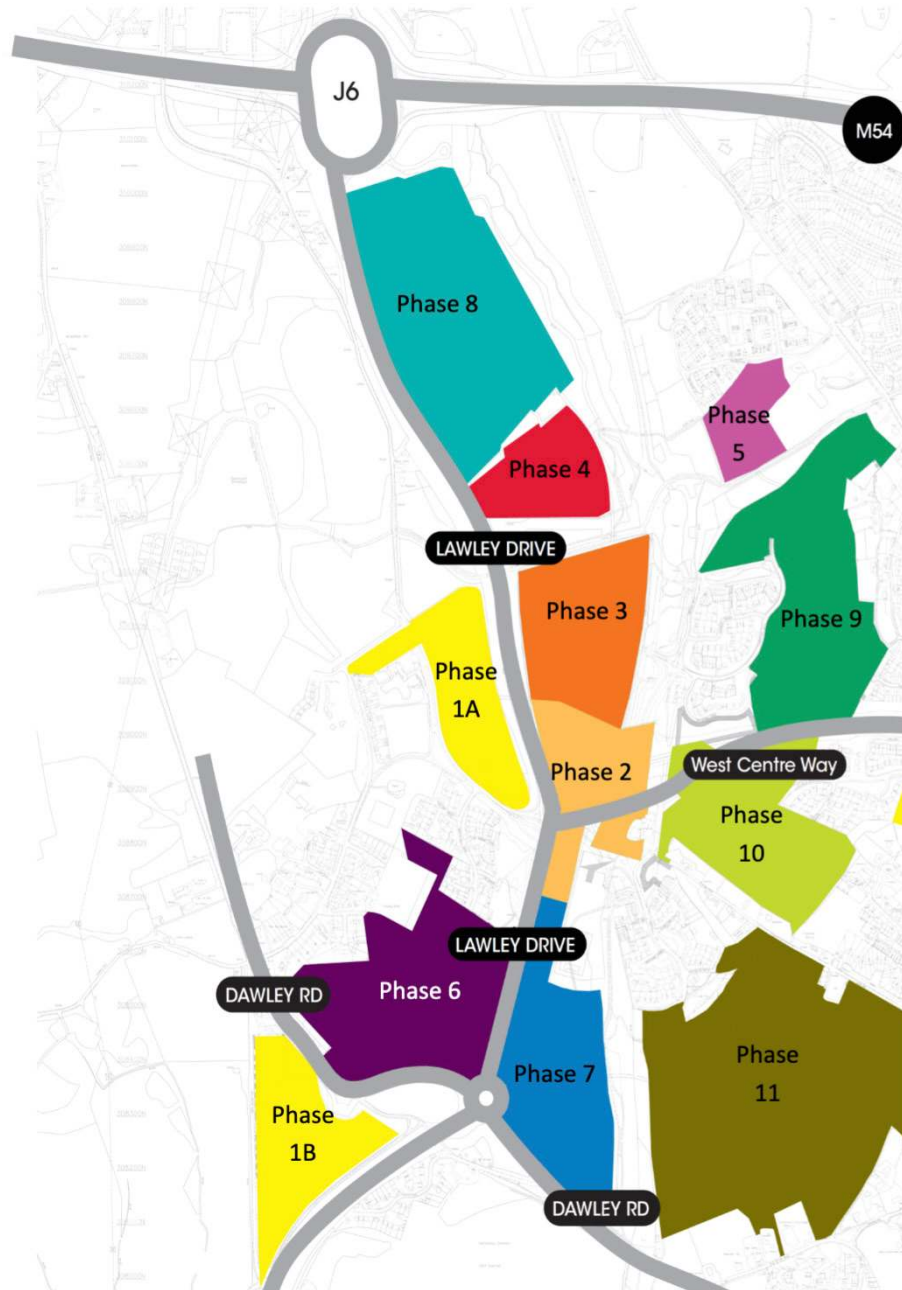 J6
M54
Phase 8
Phase
5
Phase 4
LAWLEY DRIVE
Phase 3
Phase 9
Phase
1A
Phase 2
West Centre Way
Phase
10
LAWLEY DRIVE
Phase 6
DAWLEY RD
Phase
11
Phase 7
Phase
1B
DAWLEY RD